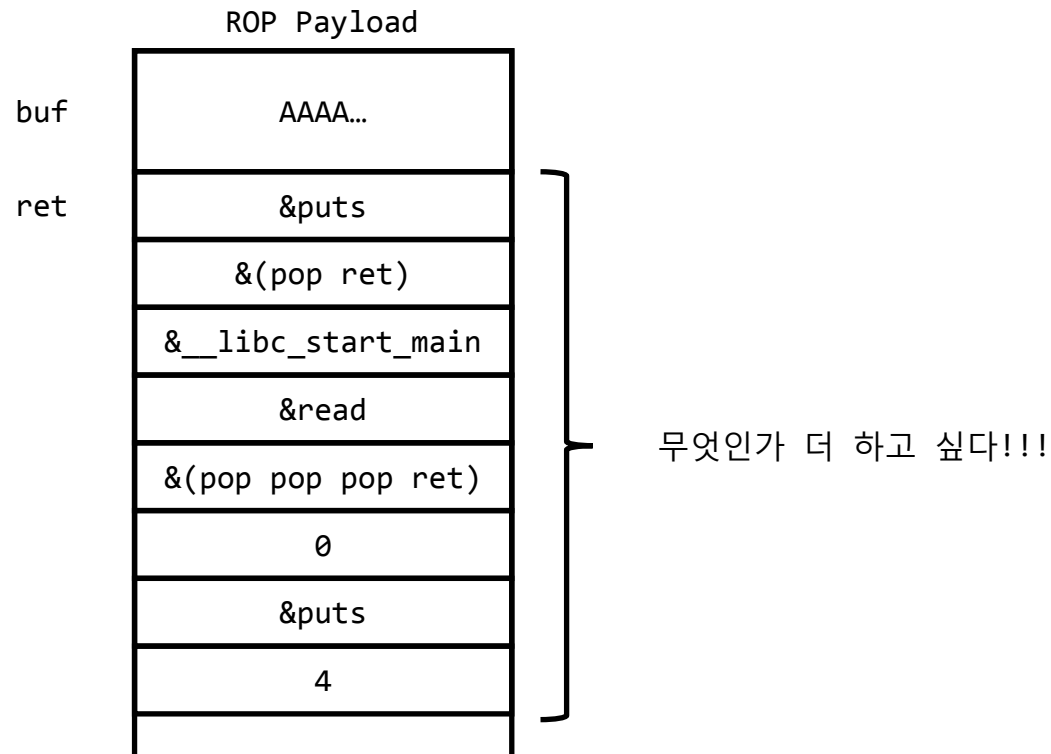 ROP Payload
buf
AAAA…
ret
&puts
&(pop ret)
&__libc_start_main
&read
&(pop pop pop ret)
0
&puts
4
무엇인가 더 하고 싶다!!!